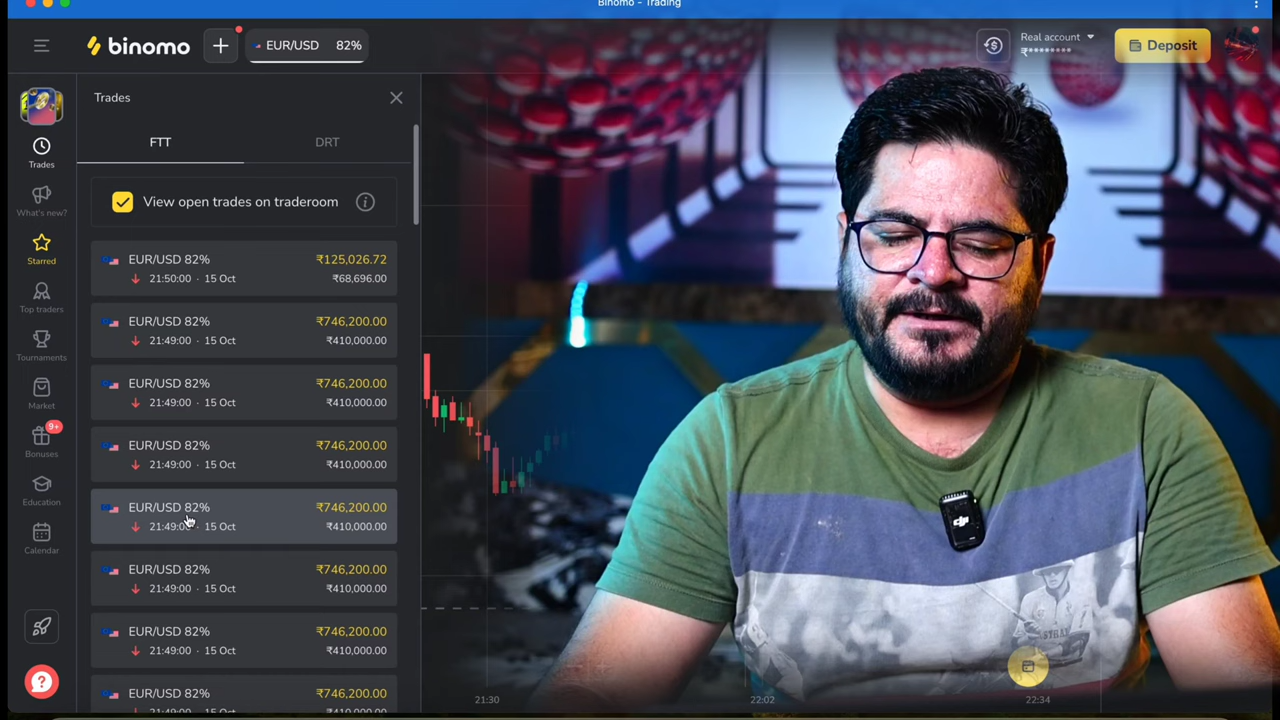 Binomo - Trading
binomo
+
EUR/USD 82%
Real account
₹********
Deposit
Trades
FTT
DRT
View open trades on traderoom
EUR/USD 82%
₹125,026.72
21:50:00 · 15 Oct
₹68,696.00
EUR/USD 82%
₹746,200.00
21:49:00 · 15 Oct
₹410,000.00
EUR/USD 82%
₹746,200.00
21:49:00 · 15 Oct
₹410,000.00
EUR/USD 82%
₹746,200.00
21:49:00 · 15 Oct
₹410,000.00
EUR/USD 82%
₹746,200.00
21:49:00 · 15 Oct
₹410,000.00
EUR/USD 82%
₹746,200.00
21:49:00 · 15 Oct
₹410,000.00
EUR/USD 82%
₹746,200.00
21:49:00 · 15 Oct
₹410,000.00
EUR/USD 82%
₹746,200.00
Trades
What's new?
Starred
Top traders
Tournaments
Market
9+
Bonuses
Education
Calendar
?
21:30
22:02
22:34
dji